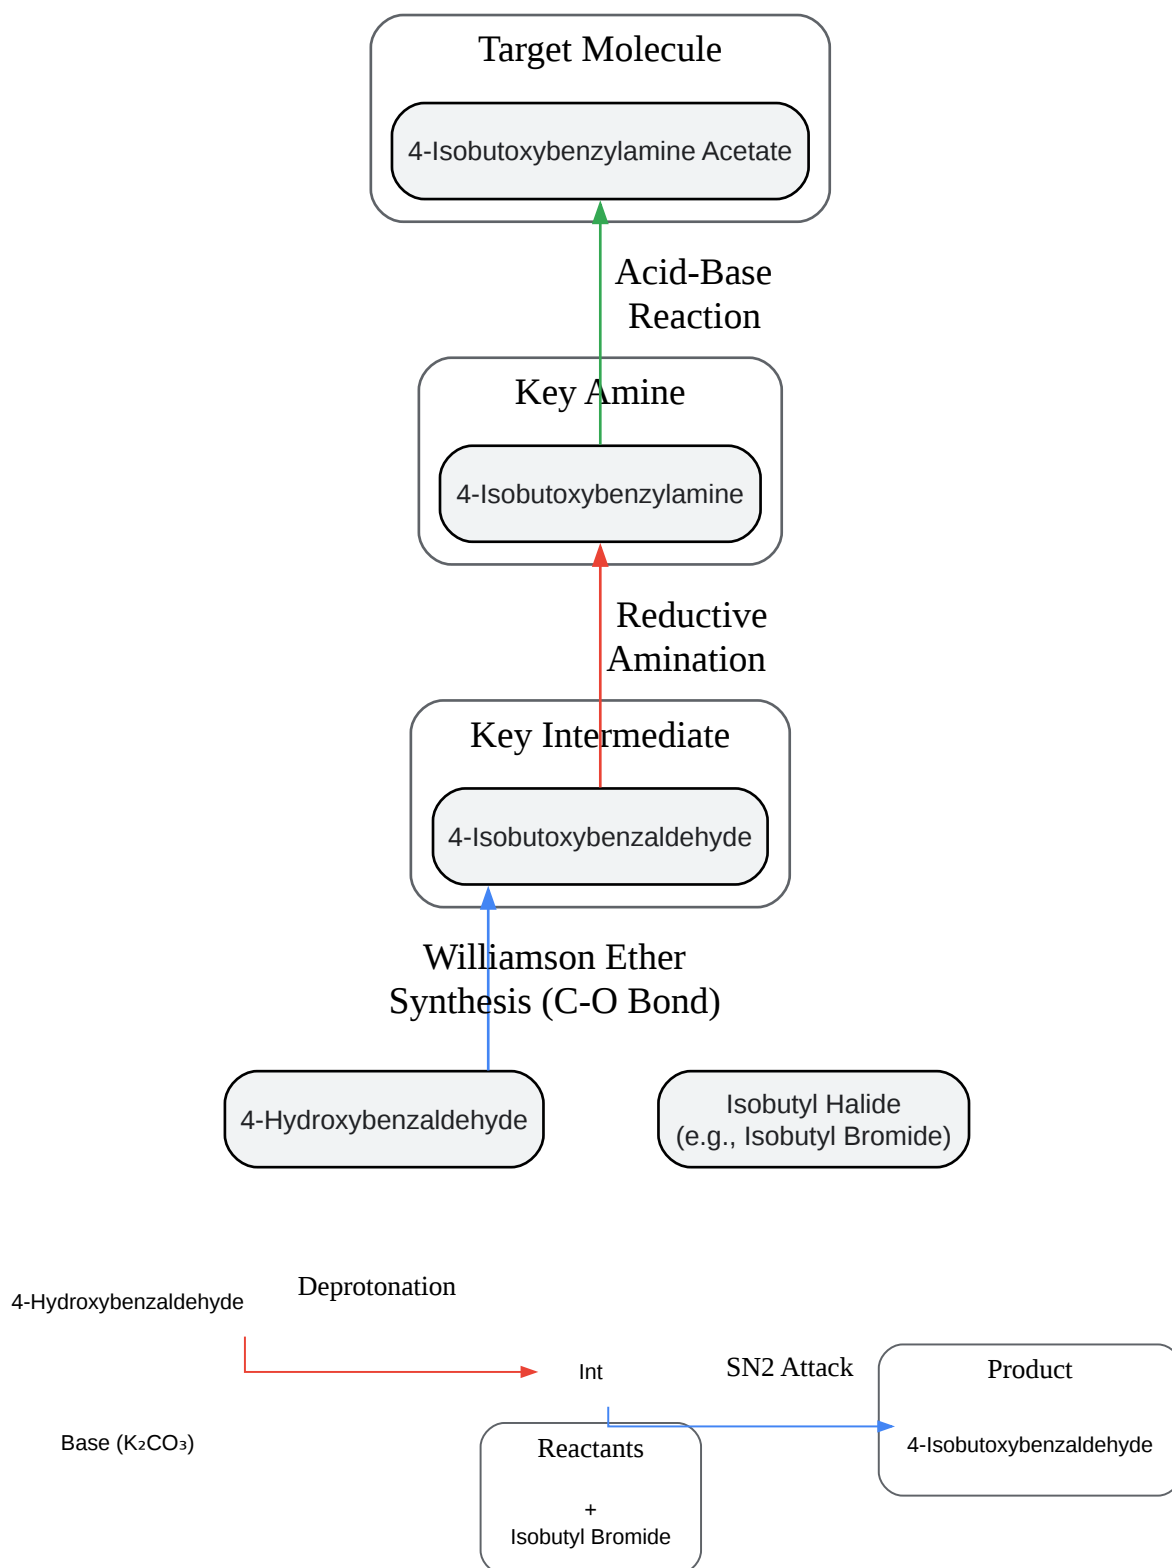 Target Molecule
4-Isobutoxybenzylamine Acetate
Acid-Base
Reaction
Key Amine
4-Isobutoxybenzylamine
Reductive
Amination
Key Intermediate
4-Isobutoxybenzaldehyde
Williamson Ether
Synthesis (C-O Bond)
4-Hydroxybenzaldehyde
Isobutyl Halide
(e.g., Isobutyl Bromide)
Deprotonation
4-Hydroxybenzaldehyde
Int
SN2 Attack
Product
Base (K₂CO₃)
4-Isobutoxybenzaldehyde
Reactants
+
Isobutyl Bromide